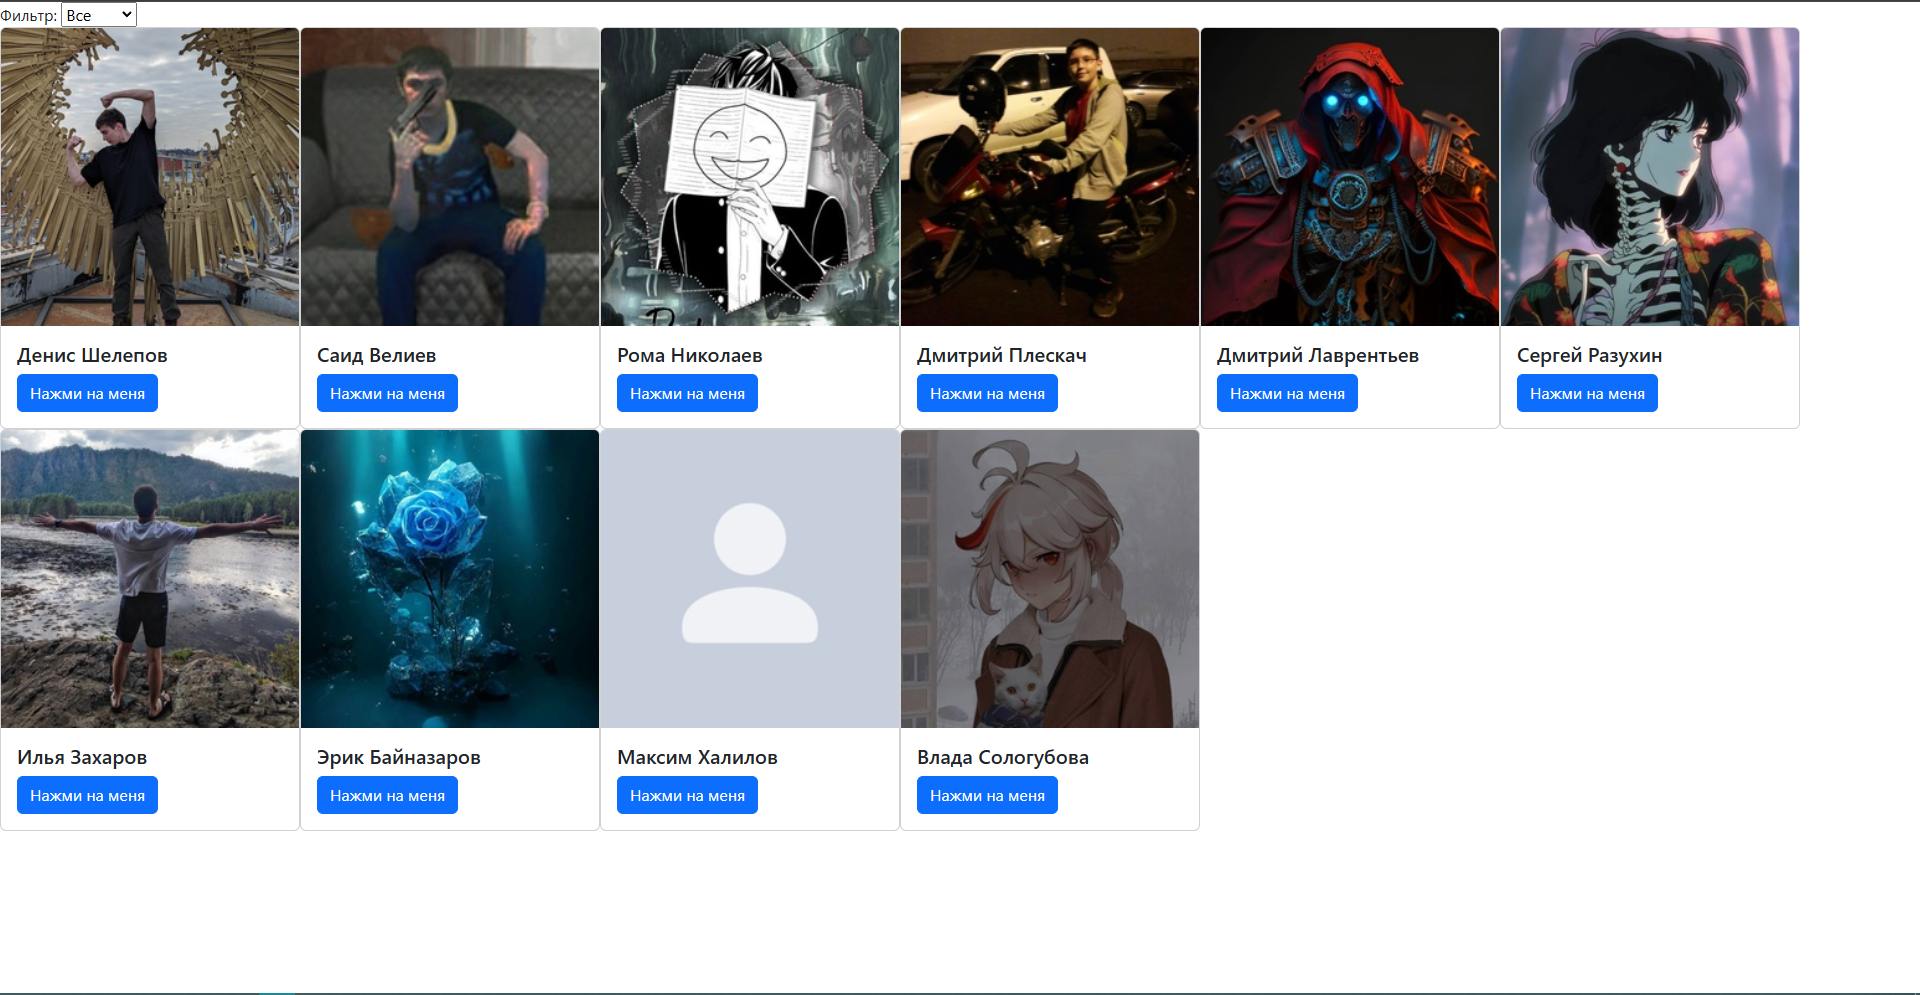 Фильтр: Все
Денис Шелепов
Нажми на меня
Саид Велиев
Нажми на меня
Рома Николаев
Нажми на меня
Дмитрий Плескач
Нажми на меня
Дмитрий Лаврентьев
Нажми на меня
Сергей Разухин
Нажми на меня
Илья Захаров
Нажми на меня
Эрик Байназаров
Нажми на меня
Максим Халилов
Нажми на меня
Влада Сологубова
Нажми на меня